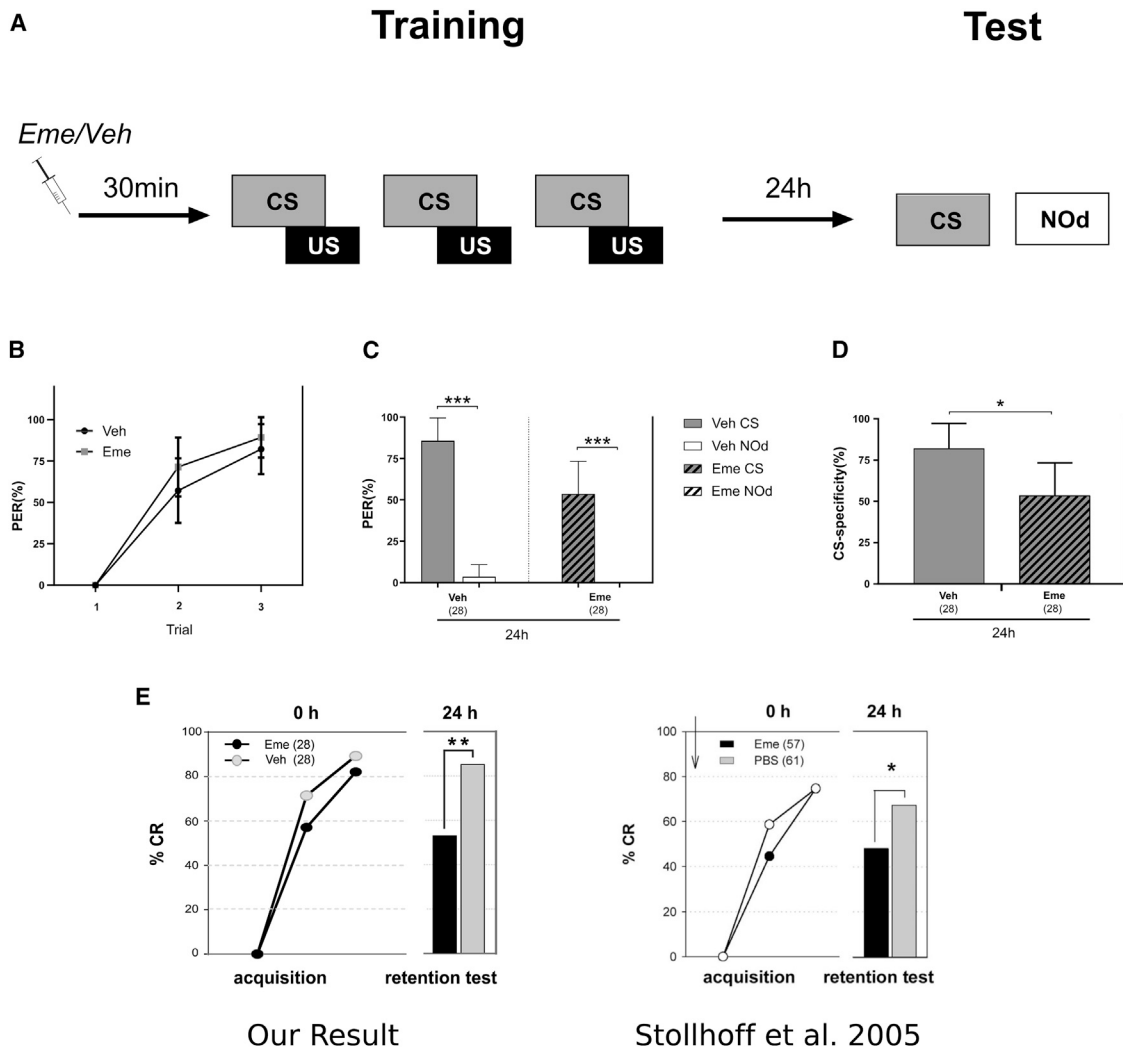 A
Training
Test
Eme/Veh
30min
CS
US
CS
US
CS
US
24h
CS
NOd
B
PER(%)
100
75
50
25
0
Veh
Eme
1
2
3
Trial
C
PER(%)
100
75
50
25
0
***
***
Veh
(28)
Eme
(28)
24h
Veh CS
Veh NOd
Eme CS
Eme NOd
D
CS-specificity(%)
100
75
50
25
0
*
Veh
(28)
Eme
(28)
24h
E
0 h
24 h
% CR
100
80
60
40
20
0
Eme (28)
Veh (28)
**
acquisition
retention test
Our Result
0 h
24 h
% CR
100
80
60
40
20
0
Eme (57)
PBS (61)
*
acquisition
retention test
Stollhoff et al. 2005